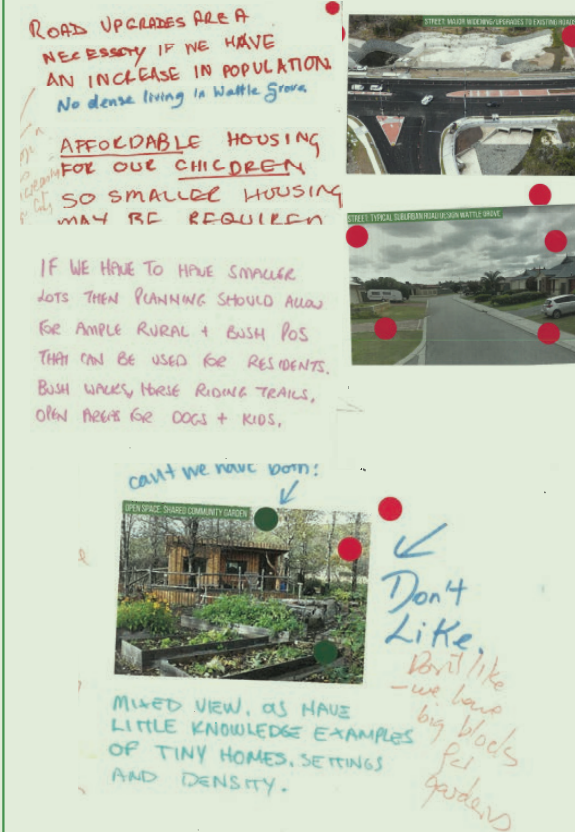 ROAD UPGRADES ARE A
NECESSITY IF WE HAVE
AN INCREASE IN POPULATION
No dense living in Wattle Grove
AFFORDABLE HOUSING
FOR OUR CHILDREN
SO SMALLER HOUSING
MAY BE REQUIRED
STREET: MAJOR WIDENING/UPGRADES TO EXISTING ROADS
STREET: TYPICAL SUBURBAN ROAD DESIGN WATTLE GROVE
IF WE HAVE TO HAVE SMALLER
LOTS THEN PLANNING SHOULD ALLOW
FOR AMPLE RURAL + BUSH POS
THAT CAN BE USED FOR RESIDENTS.
BUSH WALKS, HORSE RIDING TRAILS,
OPEN AREAS FOR DOGS + KIDS.
can't we have both?
OPEN SPACE: SHARED COMMUNITY GARDEN
Don't
Like.
Don't like
- we have
big blocks
for
gardens
MIXED VIEW, AS HAVE
LITTLE KNOWLEDGE EXAMPLES
OF TINY HOMES, SETTINGS
AND DENSITY.